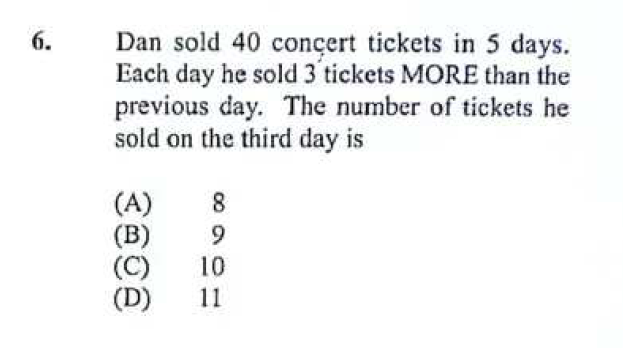 6. Dan sold 40 concert tickets in 5 days.
Each day he sold 3 tickets MORE than the
previous day. The number of tickets he
sold on the third day is
(A) 8
(B) 9
(C) 10
(D) 11